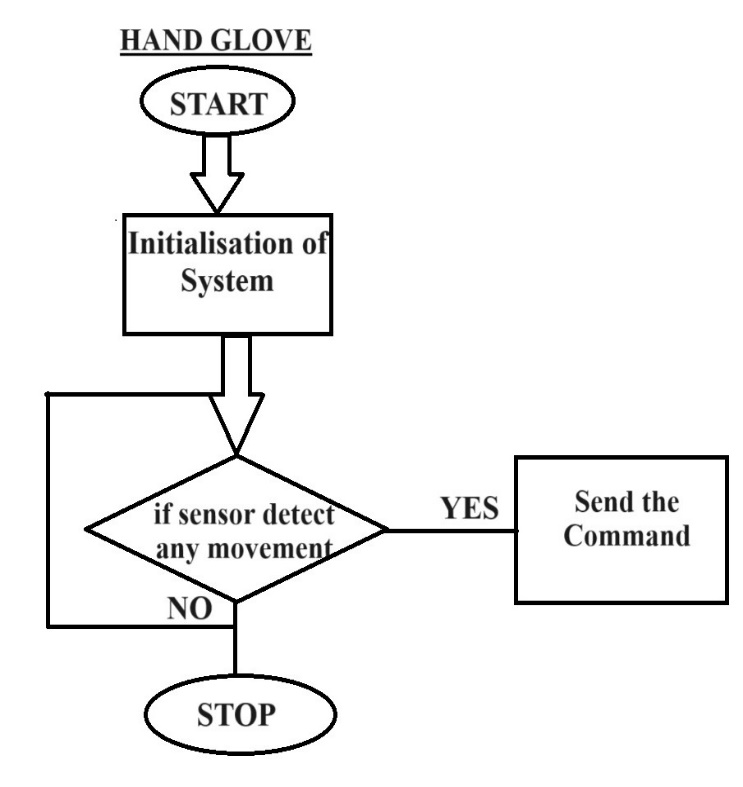 HAND GLOVE
START
Initialisation of
System
if sensor detect
any movement
YES
Send the
Command
NO
STOP